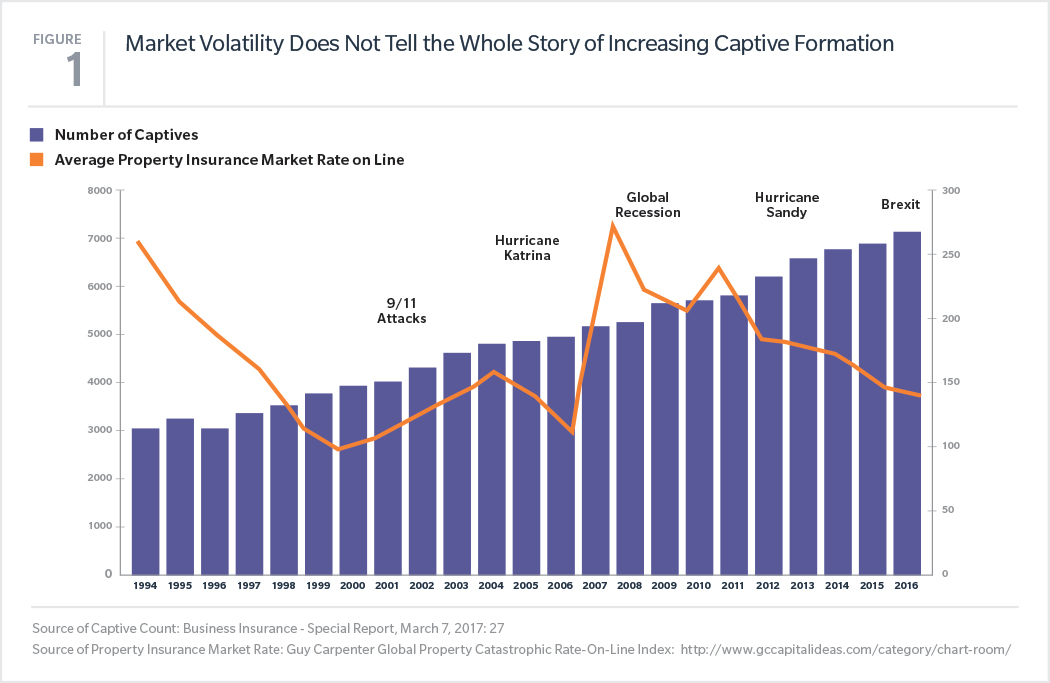 FIGURE
1
Market Volatility Does Not Tell the Whole Story of Increasing Captive Formation
Number of Captives
Average Property Insurance Market Rate on Line
8000
7000
6000
5000
4000
3000
2000
1000
0
300
250
200
150
100
50
0
9/11
Attacks
Hurricane
Katrina
Global
Recession
Hurricane
Sandy
Brexit
1994 1995 1996 1997 1998 1999 2000 2001 2002 2003 2004 2005 2006 2007 2008 2009 2010 2011 2012 2013 2014 2015 2016
Source of Captive Count: Business Insurance - Special Report, March 7, 2017: 27
Source of Property Insurance Market Rate: Guy Carpenter Global Property Catastrophic Rate-On-Line Index: http://www.gccapitalideas.com/category/chart-room/